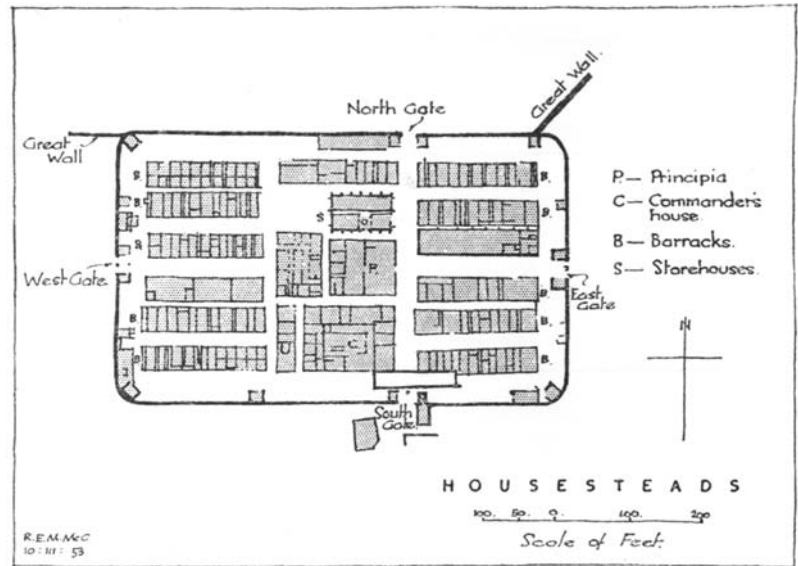 North Gate
Great Wall.
Great
Wall
P.— Principia
C — Commander's
house.
B — Barracks.
S — Storehouses.
West Gate
East
Gate
South
Gate.
N
B.
B.
B.
B.
B.
B
B
B
S
P.
C
HOUSESTEADS
100. 50. 0. 100. 200
Scale of Feet.
R.E.M.McC
10:III:53